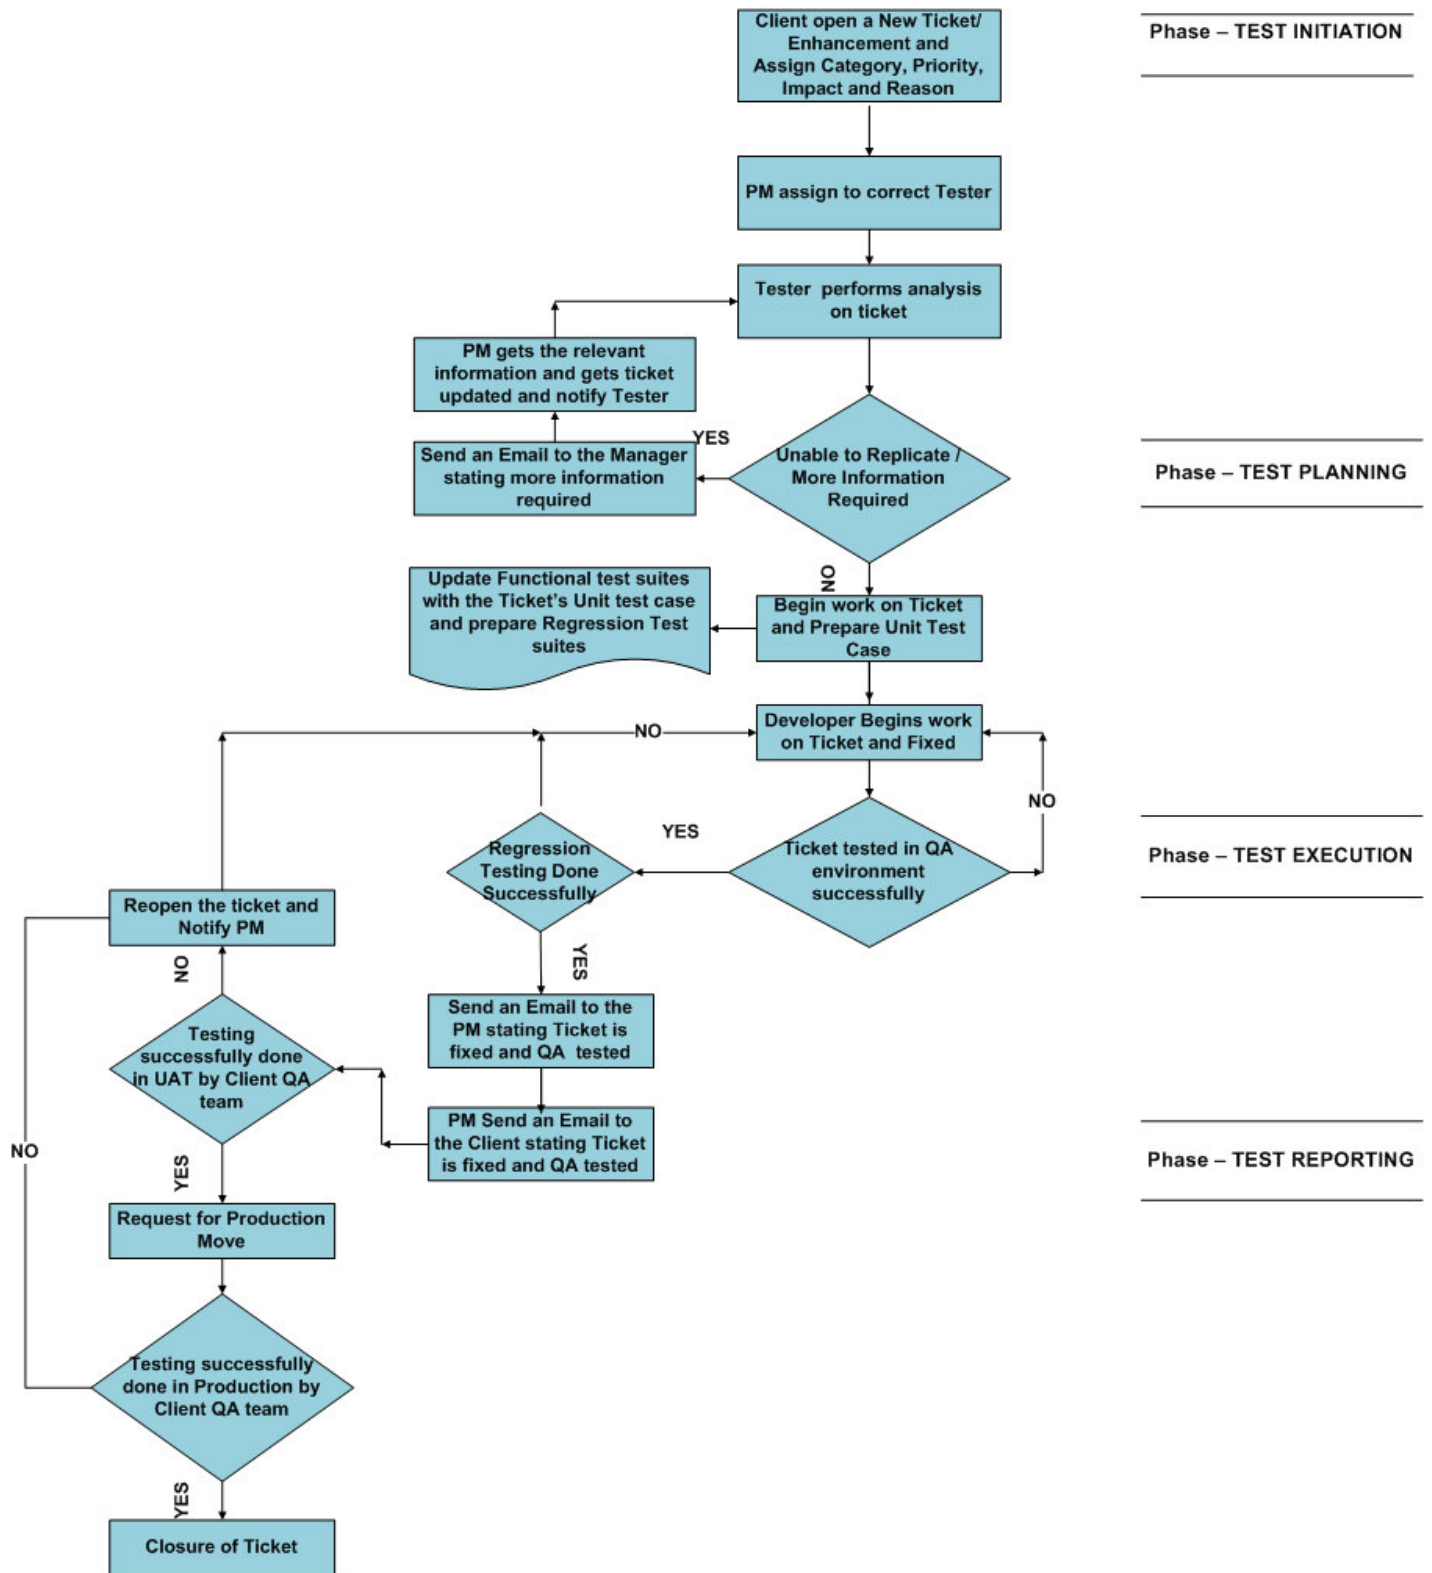 Client open a New Ticket/
Enhancement and
Assign Category, Priority,
Impact and Reason
Phase – TEST INITIATION
PM assign to correct Tester
Tester performs analysis
on ticket
PM gets the relevant
information and gets ticket
updated and notify Tester
YES
Send an Email to the Manager
stating more information
required
Unable to Replicate /
More Information
Required
Phase – TEST PLANNING
NO
Update Functional test suites
with the Ticket's Unit test case
and prepare Regression Test
suites
Begin work on Ticket
and Prepare Unit Test
Case
NO
Developer Begins work
on Ticket and Fixed
NO
YES
Regression
Testing Done
Successfully
Ticket tested in QA
environment
successfully
Phase – TEST EXECUTION
Reopen the ticket and
Notify PM
NO
YES
Send an Email to the
PM stating Ticket is
fixed and QA tested
Testing
successfully done
in UAT by Client QA
team
PM Send an Email to
the Client stating Ticket
is fixed and QA tested
NO
YES
Phase – TEST REPORTING
Request for Production
Move
Testing successfully
done in Production by
Client QA team
YES
Closure of Ticket